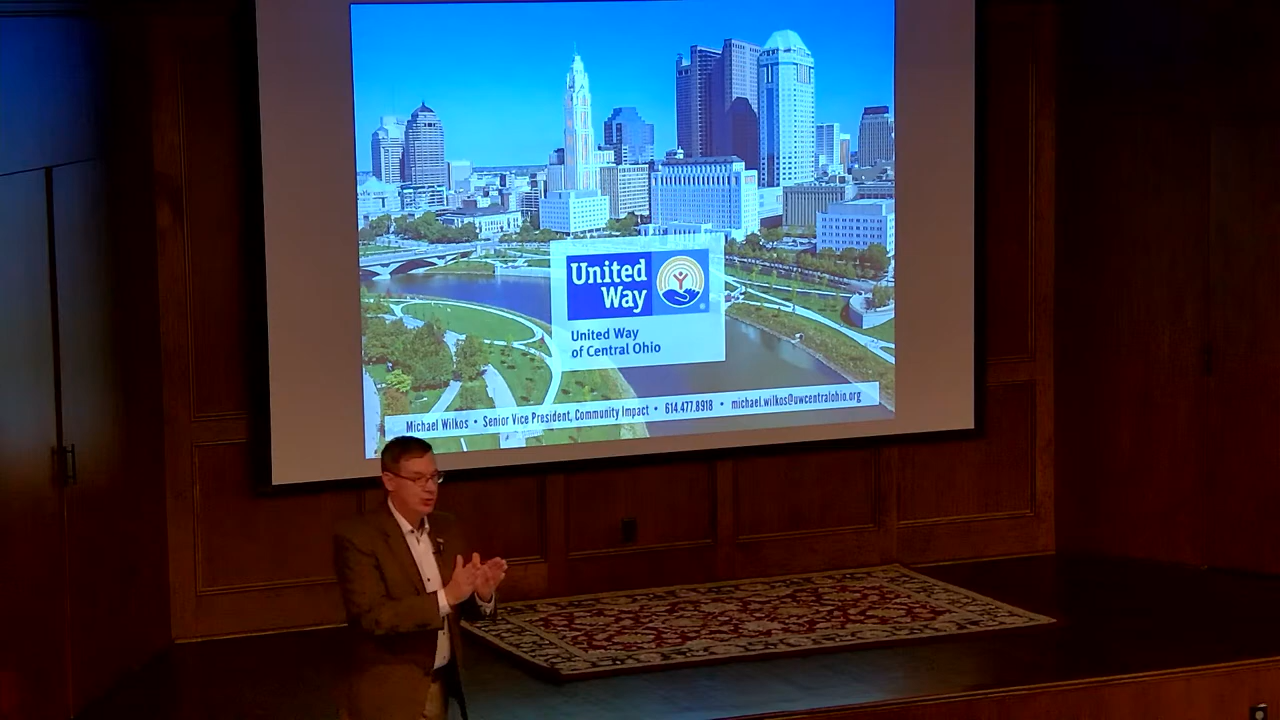 United
Way
®
United Way
of Central Ohio
Michael Wilkos • Senior Vice President, Community Impact • 614.477.8918 • michael.wilkos@uwcentralohio.org